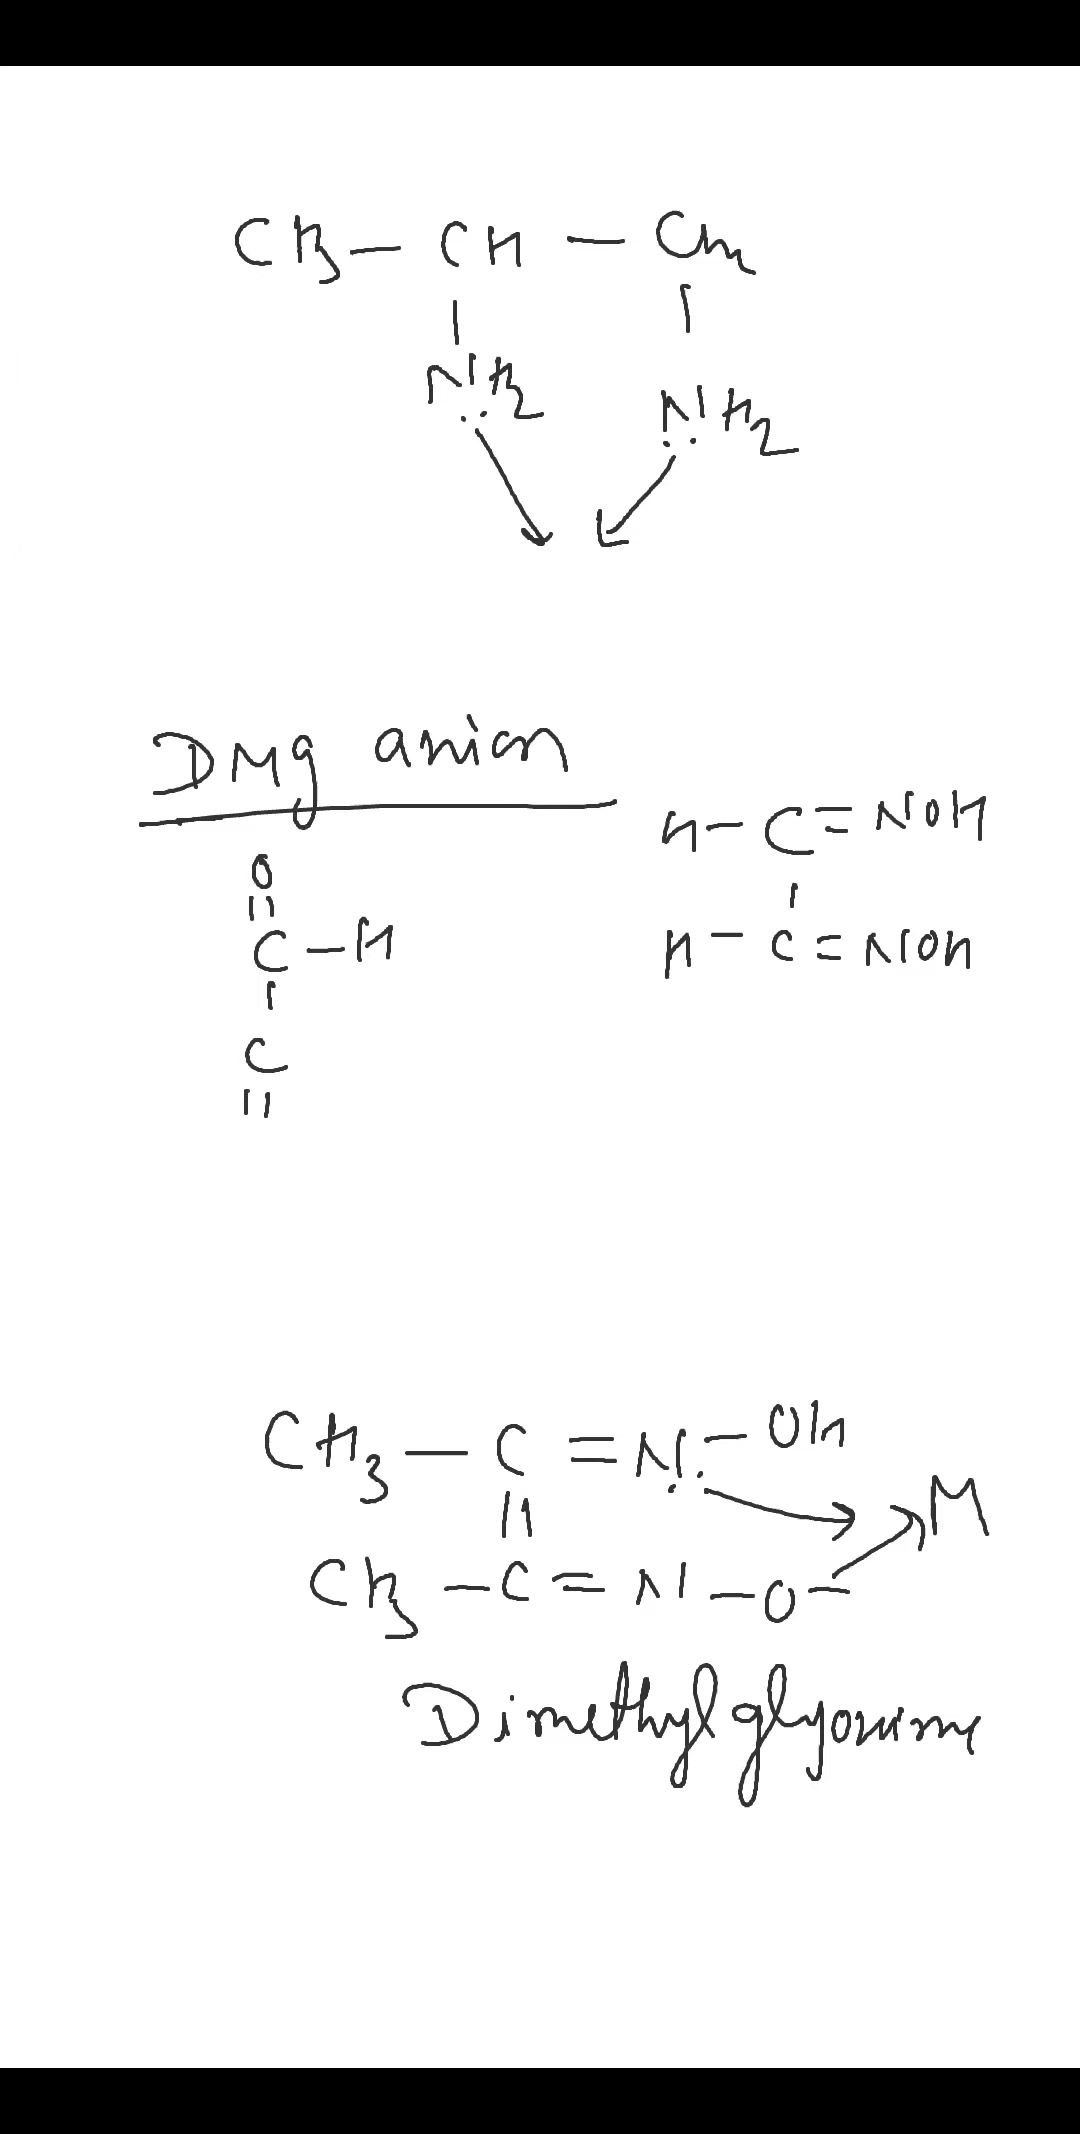 CH3 — CH — CH2
NH2 NH2
DMg anion
H - C = NOH
O
C - H
H - C = NOH
C
CH3 — C = N - OH
M
CH3 - C = N - O -
Dimethylglyoxime